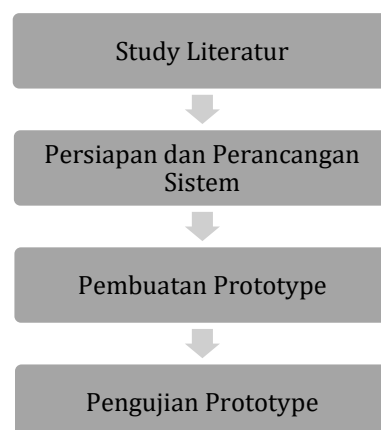 Study Literatur
Persiapan dan Perancangan
Sistem
Pembuatan Prototype
Pengujian Prototype